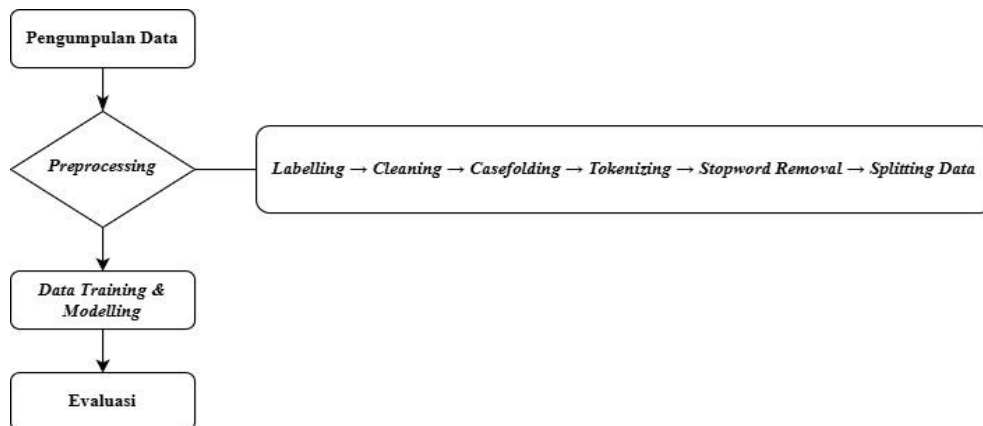 Pengumpulan Data
Preprocessing
Labelling → Cleaning → Casefolding → Tokenizing → Stopword Removal → Splitting Data
Data Training &
Modelling
Evaluasi